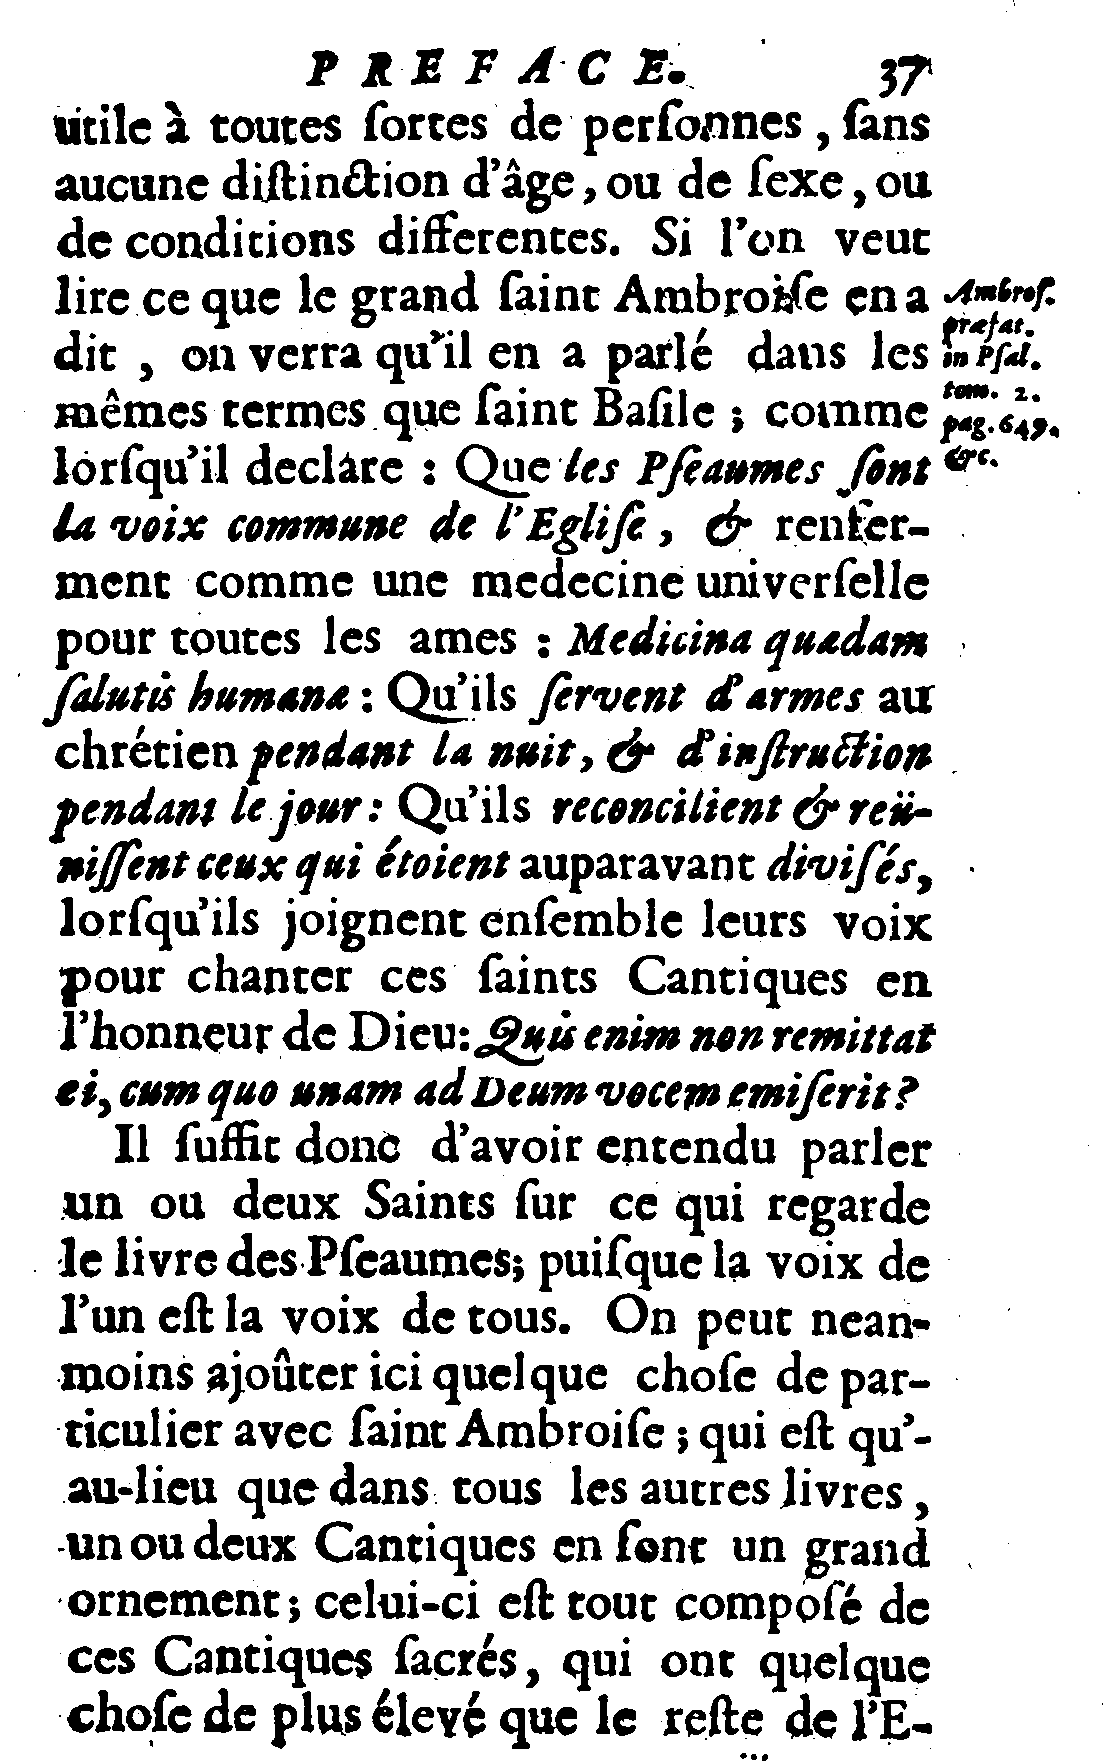 PREFACE. 37
utile à toutes ſortes de perſonnes, ſans
aucune diſtinction d'âge, ou de ſexe, ou
de conditions differentes. Si l'on veut
lire ce que le grand ſaint Ambroiſe en a
dit, on verra qu'il en a parlé dans les
mêmes termes que ſaint Baſile; comme
lorſqu'il declare : Que les Pſeaumes ſont
la voix commune de l'Egliſe, & renfer-
ment comme une medecine univerſelle
pour toutes les ames : Medicina quædam
ſalutis humanæ : Qu'ils ſervent d'armes au
chrétien pendant la nuit, & d'inſtruction
pendant le jour : Qu'ils reconcilient & reü-
niſſent ceux qui étoient auparavant diviſés,
lorſqu'ils joignent enſemble leurs voix
pour chanter ces ſaints Cantiques en
l'honneur de Dieu: Quis enim non remittat
ei, cum quo unam ad Deum vocem emiſerit?
Il ſuffit donc d'avoir entendu parler
un ou deux Saints ſur ce qui regarde
le livre des Pſeaumes; puiſque la voix de
l'un eſt la voix de tous. On peut nean-
moins ajoûter ici quelque choſe de par-
ticulier avec ſaint Ambroiſe; qui eſt qu'-
au-lieu que dans tous les autres livres,
un ou deux Cantiques en ſont un grand
ornement; celui-ci eſt tout compoſé de
ces Cantiques ſacrés, qui ont quelque
choſe de plus élevé que le reſte de l'E-
Ambroſ.
præfat.
in Pſal.
tom. 2.
pag. 649.
&c.